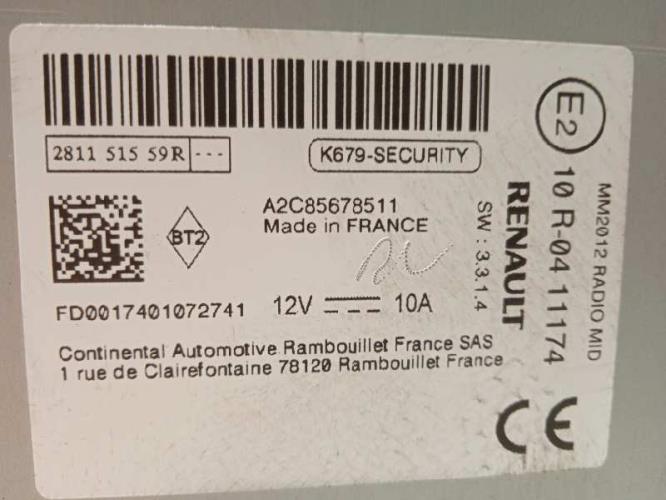 2811 515 59R ---
K679-SECURITY
A2C85678511
Made in FRANCE
BT2
FD0017401072741
12V 10A
Continental Automotive Rambouillet France SAS
1 rue de Clairefontaine 78120 Rambouillet France
SW : 3.3.1.4
RENAULT
E2
10 R-04 11174
MM2012 RADIO MID
CE